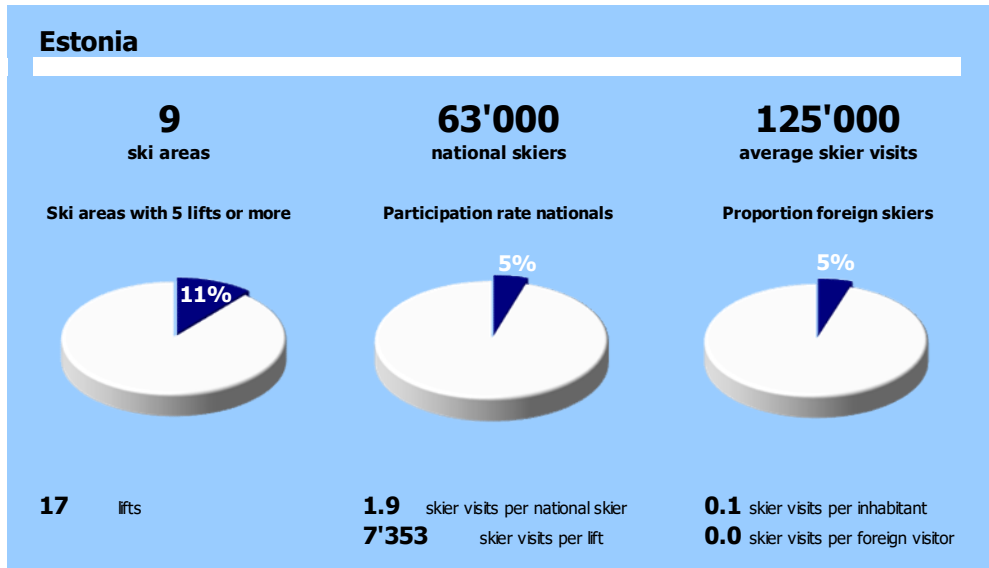 Estonia
9
ski areas
63'000
national skiers
125'000
average skier visits
Ski areas with 5 lifts or more
Participation rate nationals
Proportion foreign skiers
11%
5%
5%
17 lifts
1.9 skier visits per national skier
7'353 skier visits per lift
0.1 skier visits per inhabitant
0.0 skier visits per foreign visitor